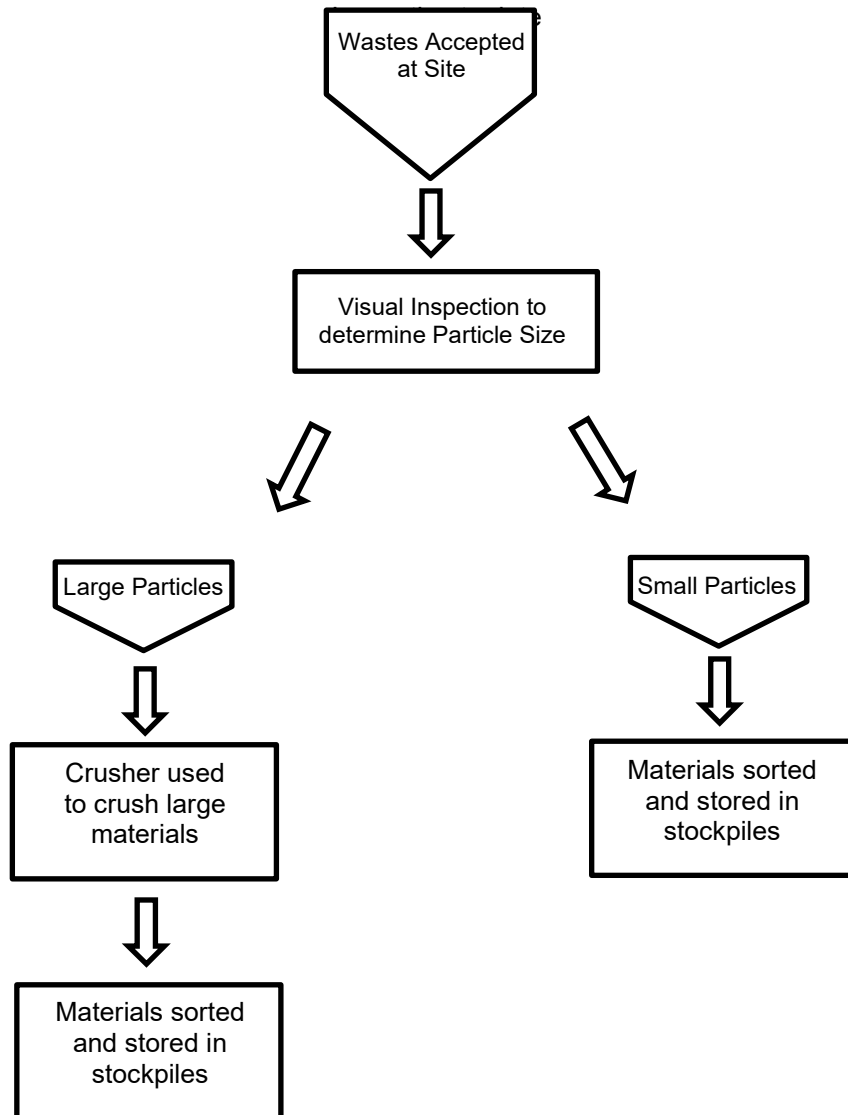 Wastes Accepted
at Site
Visual Inspection to
determine Particle Size
Large Particles
Small Particles
Crusher used
to crush large
materials
Materials sorted
and stored in
stockpiles
Materials sorted
and stored in
stockpiles